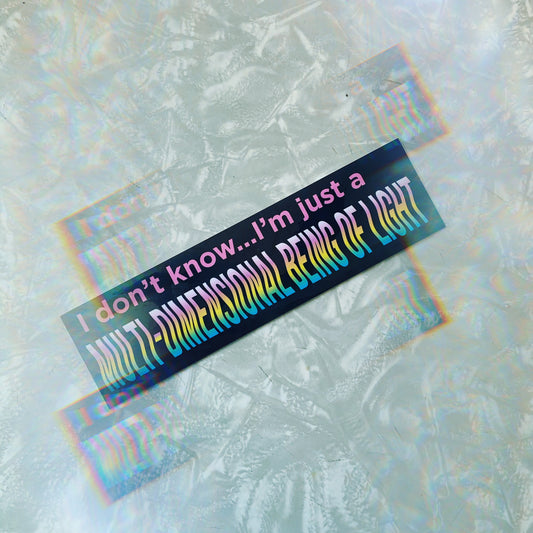 I don't know...I'm just a
MULTI-DIMENSIONAL BEING OF LIGHT